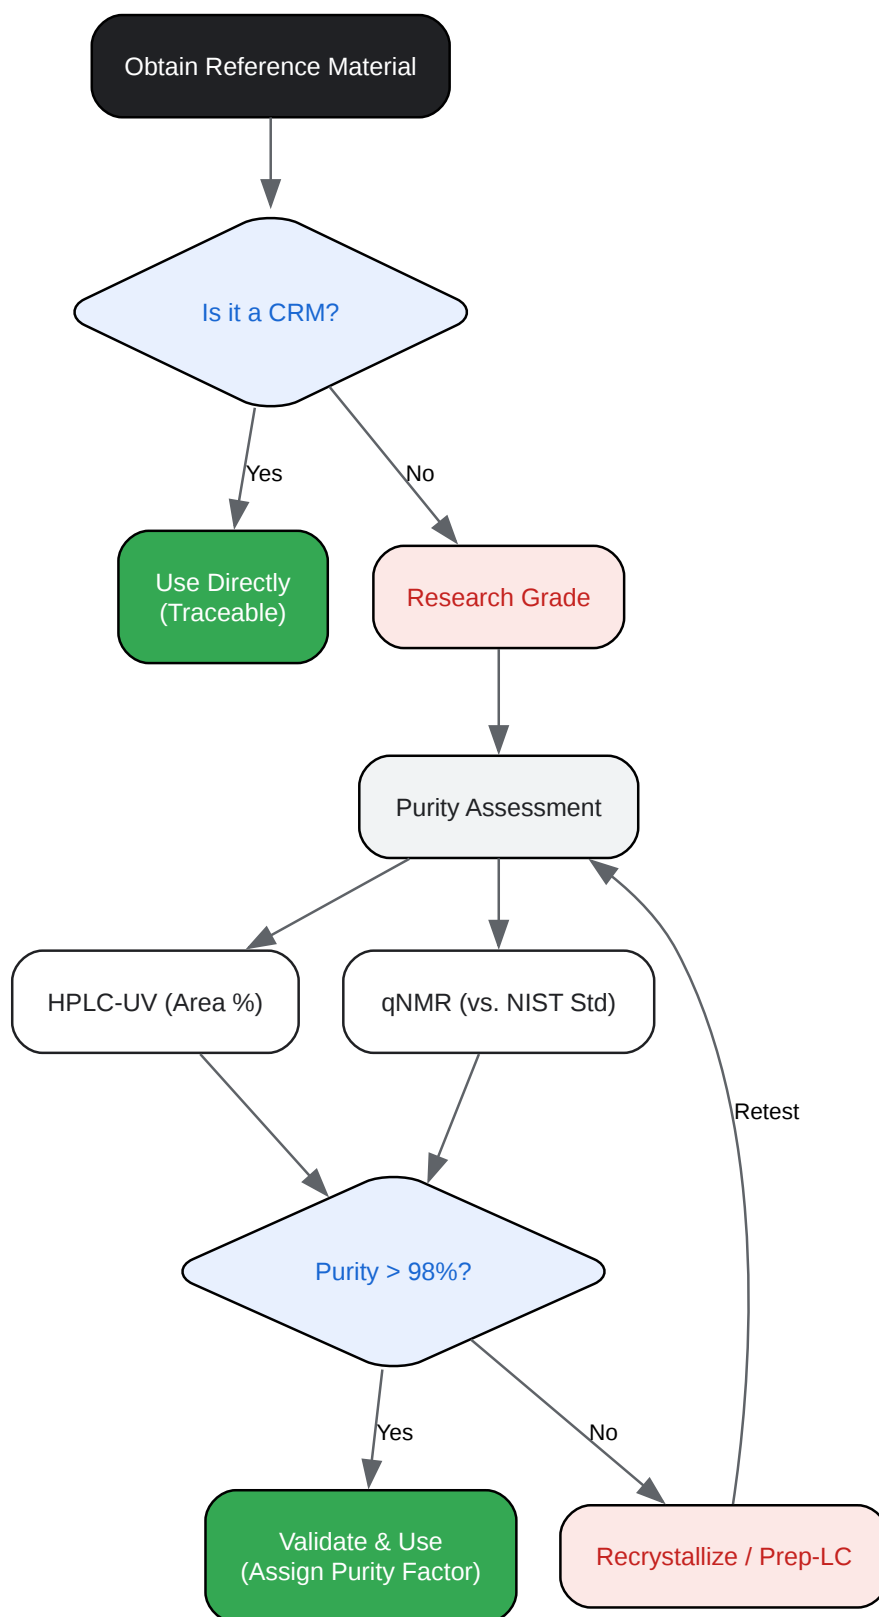 Obtain Reference Material
Is it a CRM?
Yes
No
Use Directly
(Traceable)
Research Grade
Purity Assessment
HPLC-UV (Area %)
qNMR (vs. NIST Std)
Retest
Purity > 98%?
Yes
No
Validate & Use
(Assign Purity Factor)
Recrystallize / Prep-LC